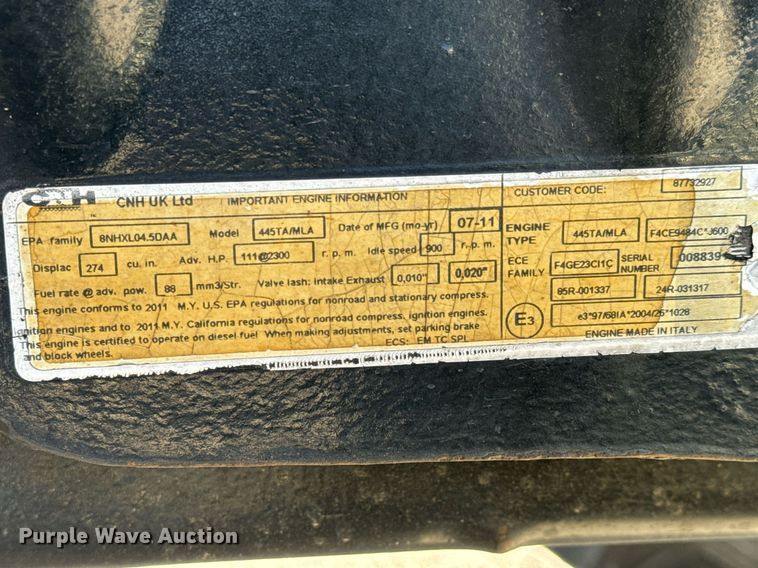 CNH CNH UK Ltd IMPORTANT ENGINE INFORMATION
EPA family 8NHXL04.5DAA Model 445TA/MLA Date of MFG (mo-yr) 07-11
Displac 274 cu. in. Adv. H.P. 111@2300 r. p. m. Idle speed 900 r. p. m.
Fuel rate @ adv. pow. 88 mm3/Str. Valve lash: Intake Exhaust 0,010" 0,020"
This engine conforms to 2011 M.Y. U.S. EPA regulations for nonroad and stationary compress.
ignition engines and to 2011 M.Y. California regulations for nonroad compress, ignition engines.
This engine is certified to operate on diesel fuel. When making adjustments, set parking brake
and block wheels. ECS: EM TC SPL
CUSTOMER CODE: 87732927
ENGINE TYPE 445TA/MLA F4CE9484C*J600
ECE FAMILY F4GE23CI1C SERIAL NUMBER 008839
85R-001337 24R-031317
E3 e3*97/68IA*2004/26*1028
ENGINE MADE IN ITALY
Purple Wave Auction